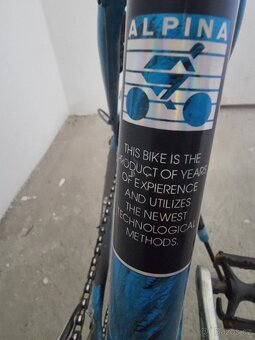 ALPINA
THIS BIKE IS THE
PRODUCT OF YEARS
OF EXPIERENCE
AND UTILIZES
THE NEWEST
TECHNOLOGICAL
METHODS.